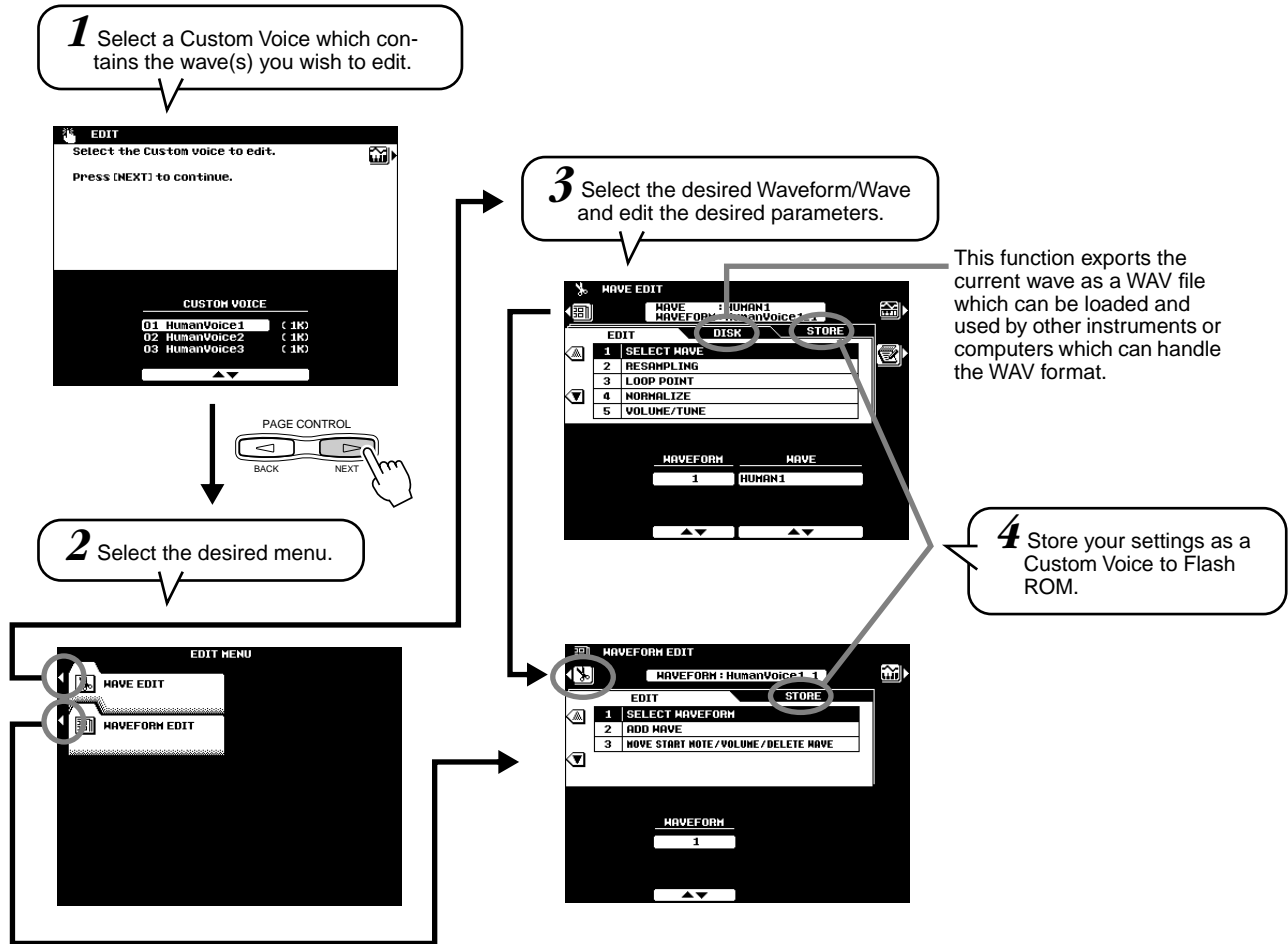 1 Select a Custom Voice which con-
tains the wave(s) you wish to edit.
EDIT
Select the Custom voice to edit.
Press [NEXT] to continue.
CUSTOM VOICE
01 HumanVoice1 ( 1K)
02 HumanVoice2 ( 1K)
03 HumanVoice3 ( 1K)
PAGE CONTROL
BACK NEXT
2 Select the desired menu.
EDIT MENU
WAVE EDIT
WAVEFORM EDIT
3 Select the desired Waveform/Wave
and edit the desired parameters.
WAVE EDIT
WAVE :HUMAN1
WAVEFORM:HumanVoice1 1
EDIT DISK STORE
1 SELECT WAVE
2 RESAMPLING
3 LOOP POINT
4 NORMALIZE
5 VOLUME/TUNE
WAVEFORM WAVE
1 HUMAN1
This function exports the
current wave as a WAV file
which can be loaded and
used by other instruments or
computers which can handle
the WAV format.
4 Store your settings as a
Custom Voice to Flash
ROM.
WAVEFORM EDIT
WAVEFORM:HumanVoice1 1
EDIT STORE
1 SELECT WAVEFORM
2 ADD WAVE
3 MOVE START NOTE/VOLUME/DELETE WAVE
WAVEFORM
1